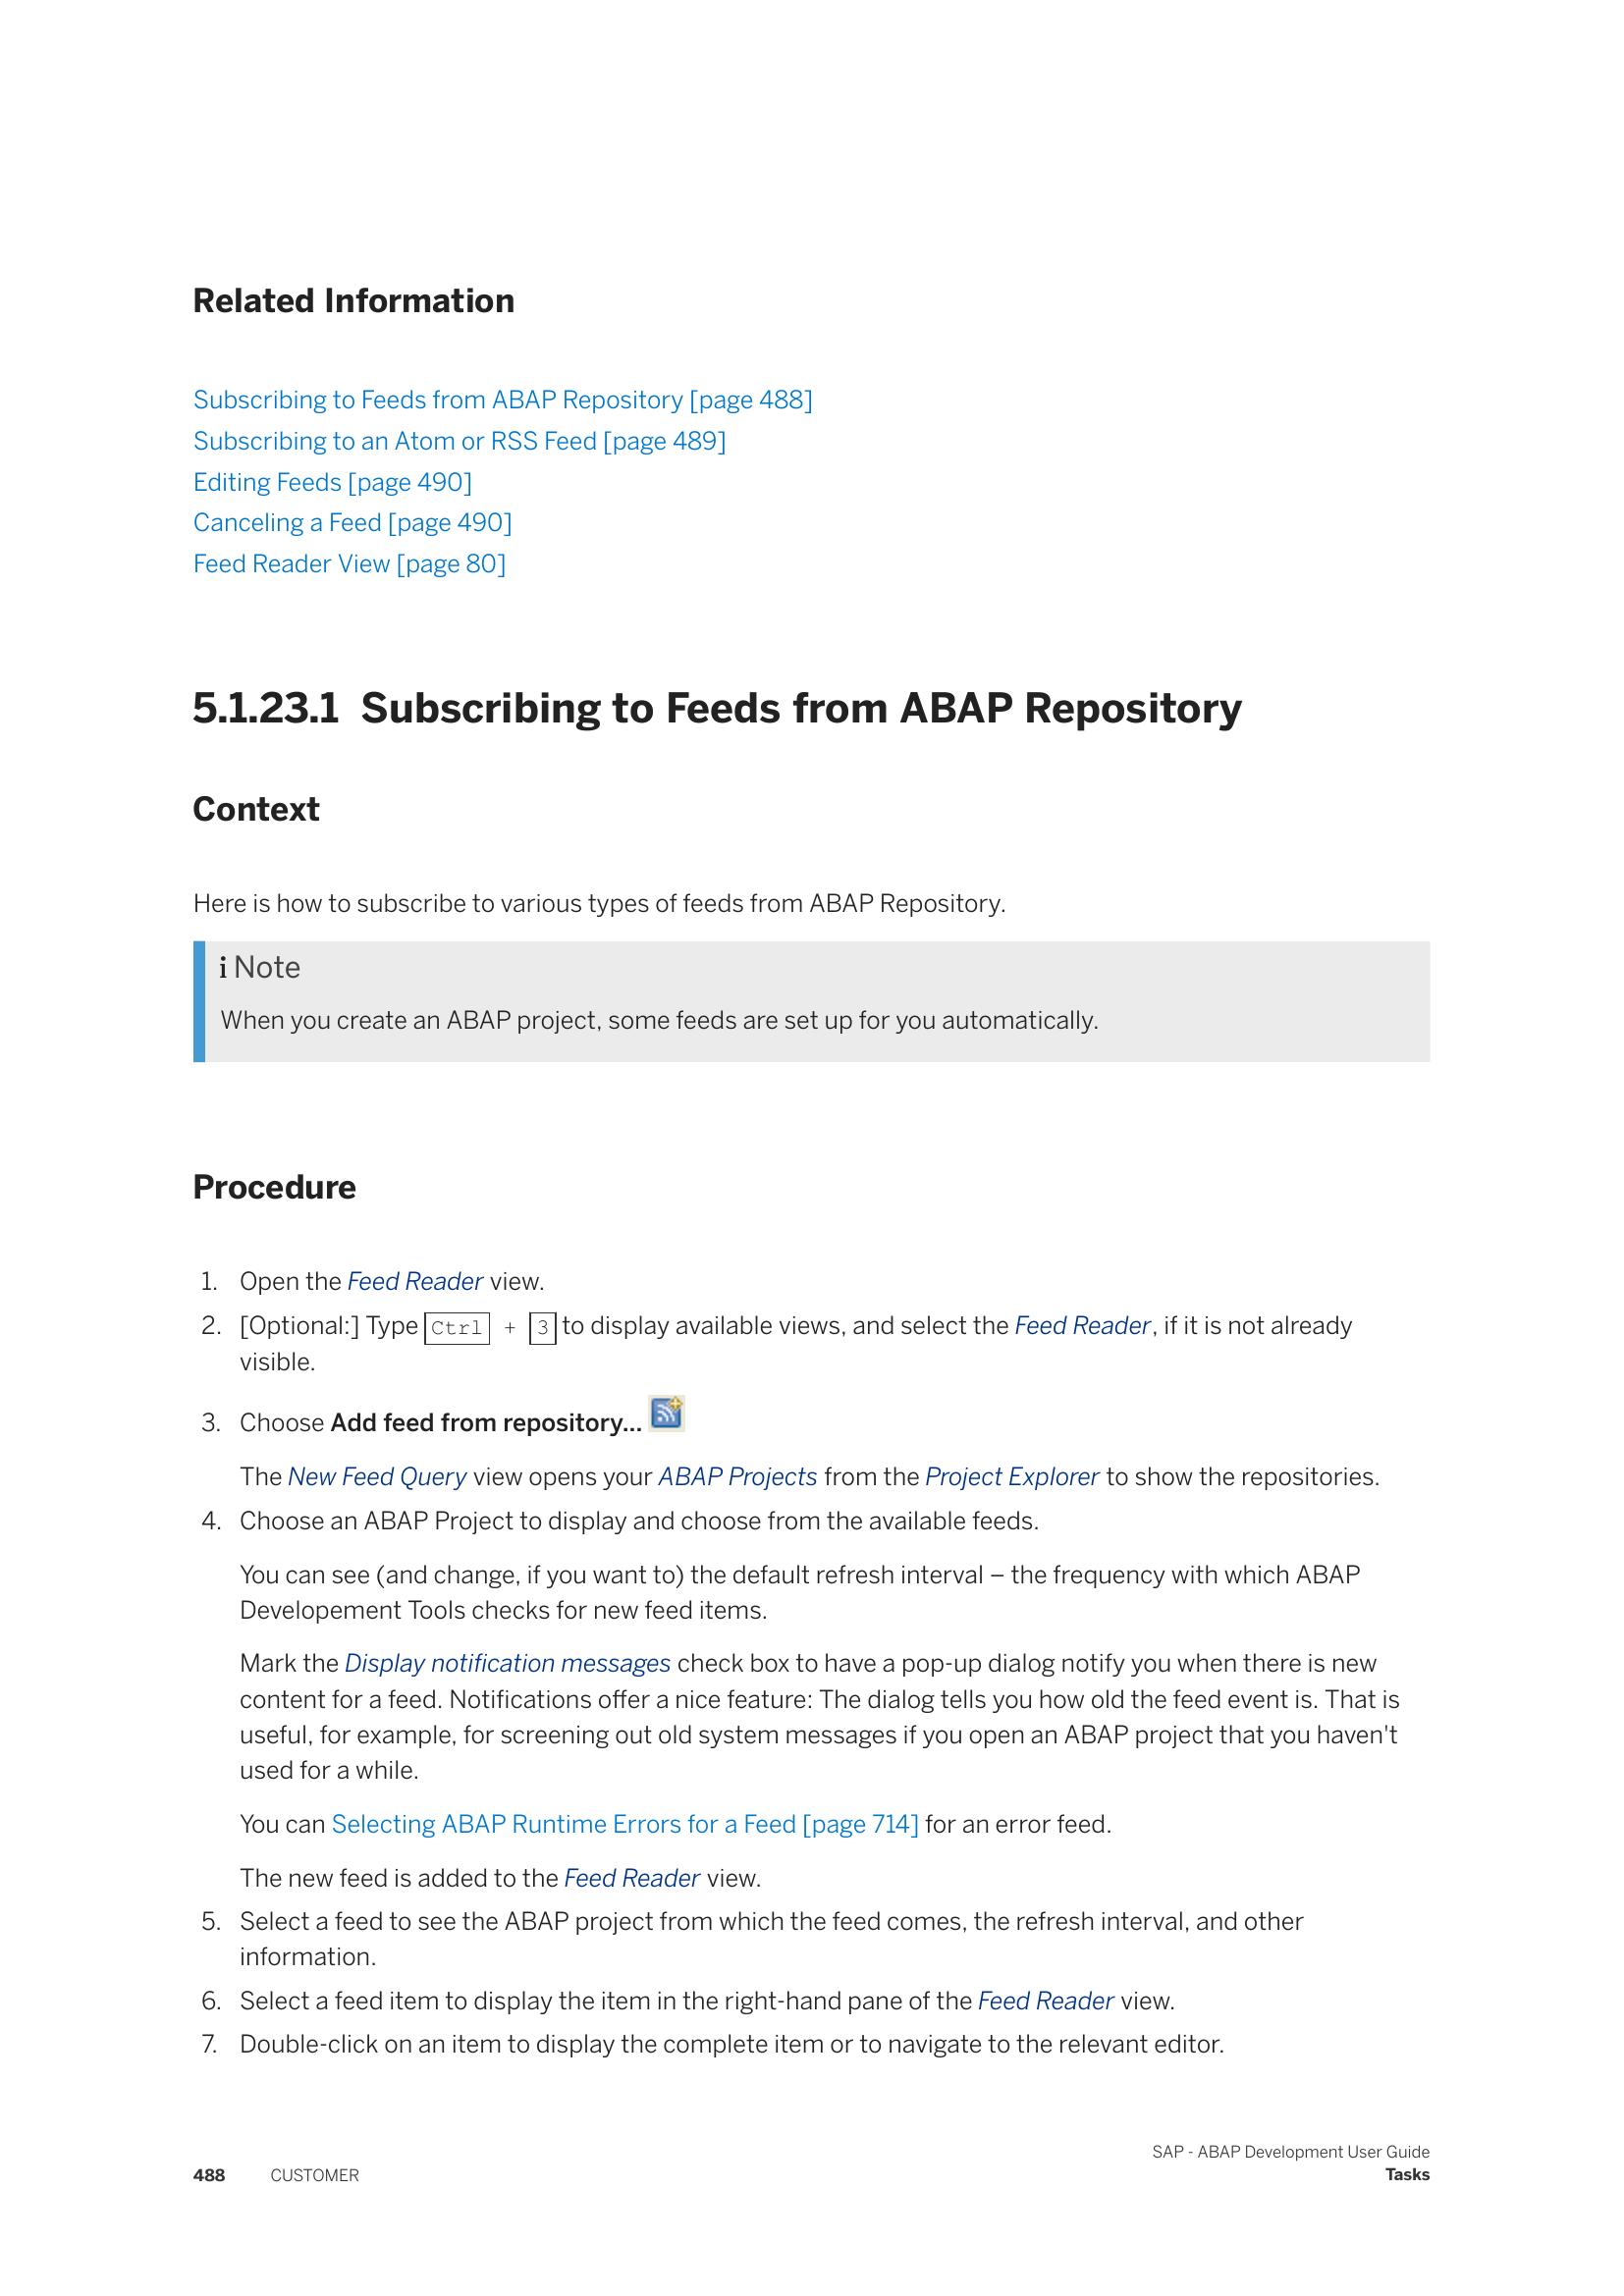 Related Information
Subscribing to Feeds from ABAP Repository [page 488]
Subscribing to an Atom or RSS Feed [page 489]
Editing Feeds [page 490]
Canceling a Feed [page 490]
Feed Reader View [page 80]
5.1.23.1 Subscribing to Feeds from ABAP Repository
Context
Here is how to subscribe to various types of feeds from ABAP Repository.
i Note
When you create an ABAP project, some feeds are set up for you automatically.
Procedure
1. Open the Feed Reader view.
2. [Optional:] Type Ctrl + 3 to display available views, and select the Feed Reader, if it is not already
visible.
3. Choose Add feed from repository...
The New Feed Query view opens your ABAP Projects from the Project Explorer to show the repositories.
4. Choose an ABAP Project to display and choose from the available feeds.
You can see (and change, if you want to) the default refresh interval – the frequency with which ABAP
Developement Tools checks for new feed items.
Mark the Display notification messages check box to have a pop-up dialog notify you when there is new
content for a feed. Notifications offer a nice feature: The dialog tells you how old the feed event is. That is
useful, for example, for screening out old system messages if you open an ABAP project that you haven't
used for a while.
You can Selecting ABAP Runtime Errors for a Feed [page 714] for an error feed.
The new feed is added to the Feed Reader view.
5. Select a feed to see the ABAP project from which the feed comes, the refresh interval, and other
information.
6. Select a feed item to display the item in the right-hand pane of the Feed Reader view.
7. Double-click on an item to display the complete item or to navigate to the relevant editor.
SAP - ABAP Development User Guide
488 CUSTOMER Tasks